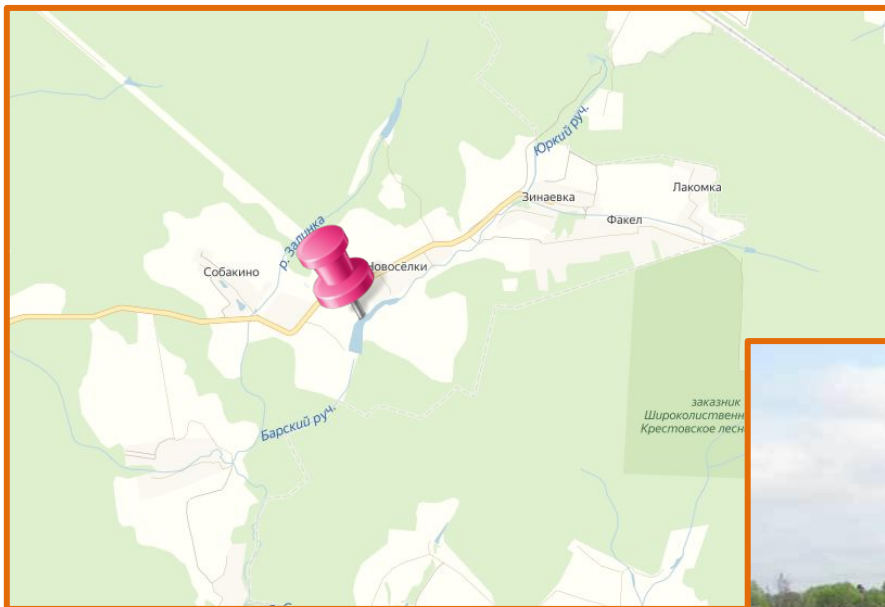 Юркий руч.
Зинаевка
Лакомка
Факел
р. Залинка
Новосёлки
Собакино
заказник
Широколиственн
Крестовское лесн
Барский руч.